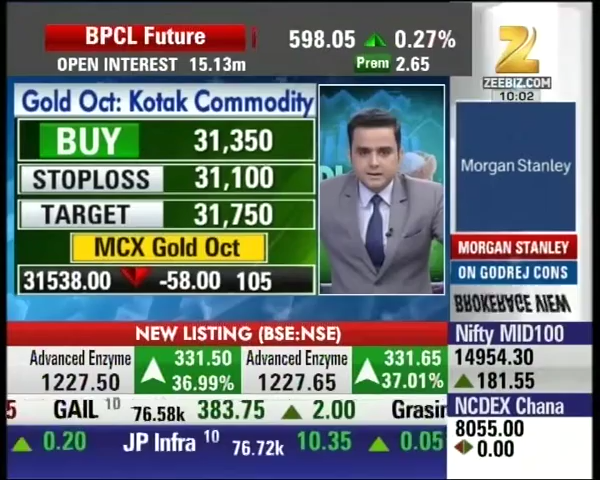 BPCL Future
OPEN INTEREST 15.13m
598.05 0.27%
Prem 2.65
ZEEBIZ.COM
10:02
Gold Oct: Kotak Commodity
BUY 31,350
STOPLOSS 31,100
TARGET 31,750
MCX Gold Oct
31538.00 -58.00 105
Morgan Stanley
MORGAN STANLEY
ON GODREJ CONS
BROKERAGE VIEW
NEW LISTING (BSE:NSE)
Advanced Enzyme 331.50 Advanced Enzyme 331.65
1227.50 36.99% 1227.65 37.01%
Nifty MID100
14954.30
181.55
5 GAIL 10 76.58k 383.75 2.00 Grasim
NCDEX Chana
8055.00
0.00
0.20 JP Infra 10 76.72k 10.35 0.05